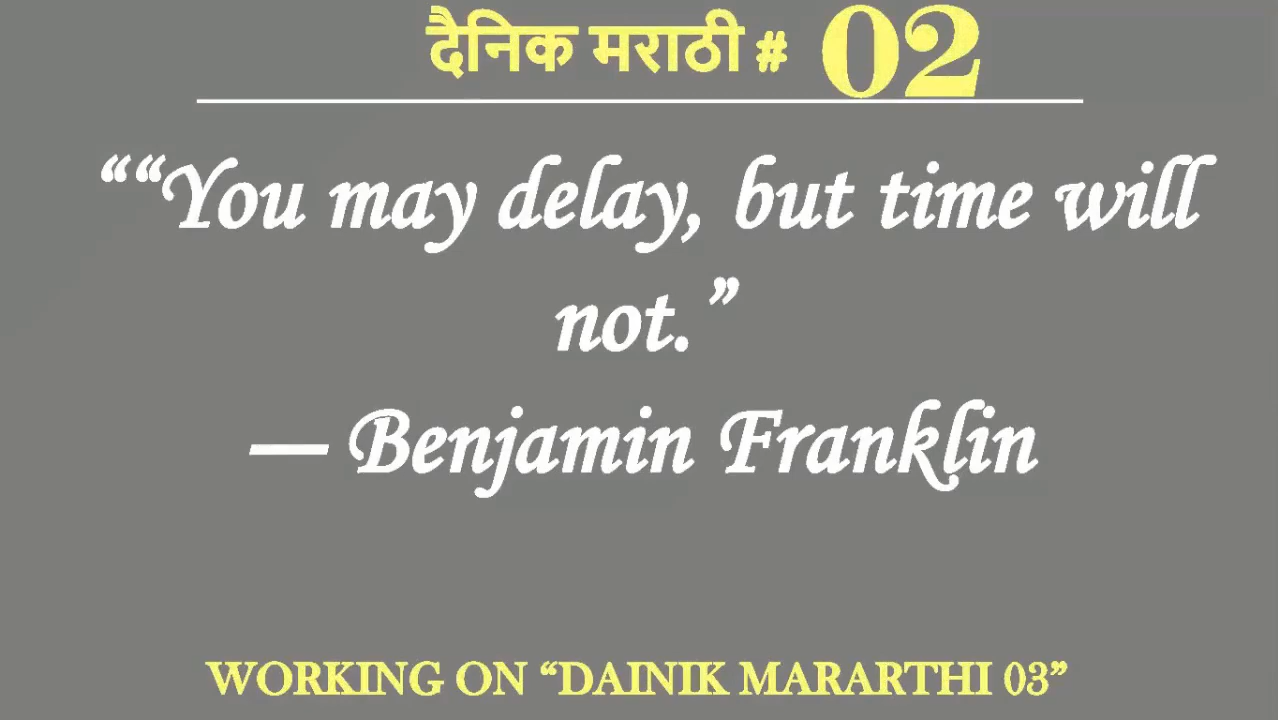 दैनिक मराठी # 02
““You may delay, but time will
not.”
— Benjamin Franklin
WORKING ON “DAINIK MARARTHI 03”